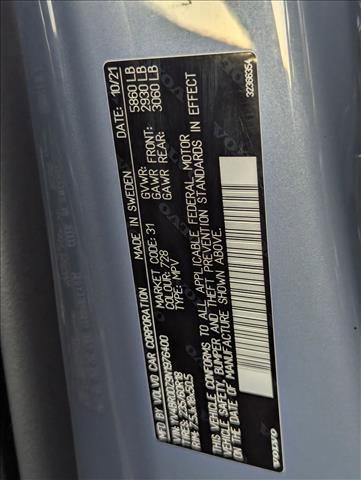 MFD BY VOLVO CAR CORPORATION
MADE IN SWEDEN
DATE: 10/21
GVWR: 5860 LB
GAWR FRONT: 2930 LB
GAWR REAR: 3060 LB
MARKET CODE: 31
COLOUR: 728
TYPE: MPV
THIS VEHICLE CONFORMS TO ALL APPLICABLE FEDERAL MOTOR
VEHICLE SAFETY, BUMPER AND THEFT PREVENTION STANDARDS IN EFFECT
ON THE DATE OF MANUFACTURE SHOWN ABOVE.
VOLVO